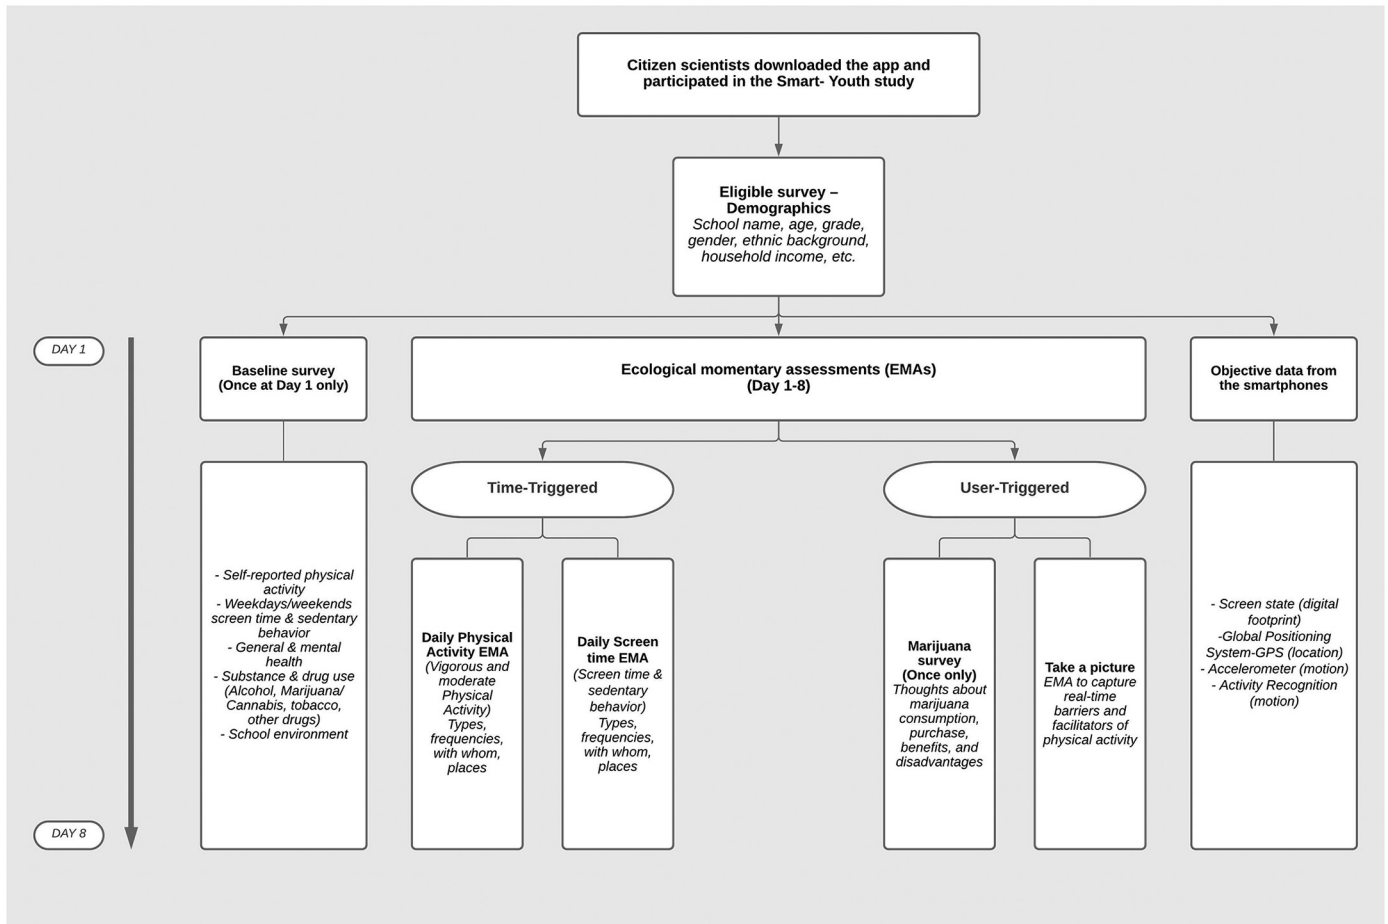 Citizen scientists downloaded the app and
participated in the Smart- Youth study
Eligible survey –
Demographics
School name, age, grade,
gender, ethnic background,
household income, etc.
DAY 1
Baseline survey
(Once at Day 1 only)
Ecological momentary assessments (EMAs)
(Day 1-8)
Objective data from
the smartphones
Time-Triggered
User-Triggered
- Self-reported physical
activity
- Weekdays/weekends
screen time & sedentary
behavior
- General & mental
health
- Substance & drug use
(Alcohol, Marijuana/
Cannabis, tobacco,
other drugs)
- School environment
Daily Physical
Activity EMA
(Vigorous and
moderate
Physical
Activity)
Types,
frequencies,
with whom,
places
Daily Screen
time EMA
(Screen time &
sedentary
behavior)
Types,
frequencies,
with whom,
places
Marijuana
survey
(Once only)
Thoughts about
marijuana
consumption,
purchase,
benefits, and
disadvantages
Take a picture
EMA to capture
real-time
barriers and
facilitators of
physical activity
- Screen state (digital
footprint)
-Global Positioning
System-GPS (location)
- Accelerometer (motion)
- Activity Recognition
(motion)
DAY 8